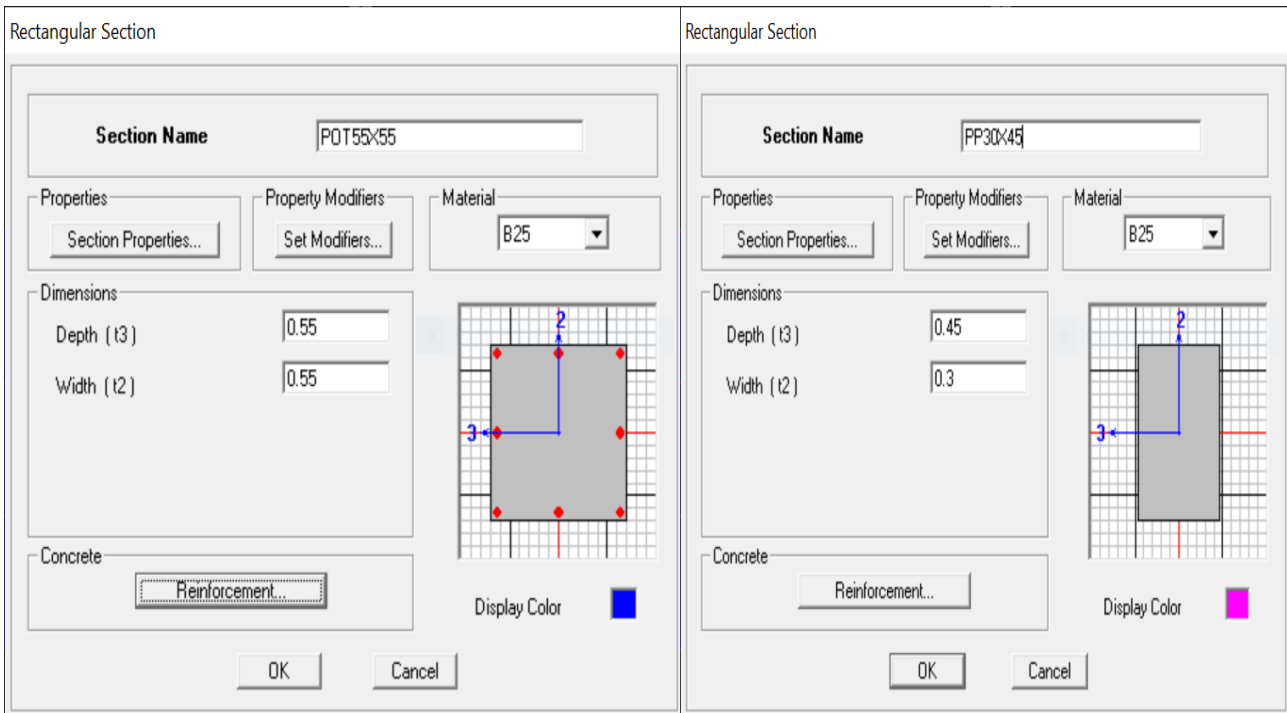 Rectangular Section
Section Name
POT55X55
Properties
Section Properties...
Property Modifiers
Set Modifiers...
Material
B25
Dimensions
Depth ( t3 )
0.55
Width ( t2 )
0.55
2
3
Concrete
Reinforcement...
Display Color
OK
Cancel
Rectangular Section
Section Name
PP30X45
Properties
Section Properties...
Property Modifiers
Set Modifiers...
Material
B25
Dimensions
Depth ( t3 )
0.45
Width ( t2 )
0.3
2
3
Concrete
Reinforcement...
Display Color
OK
Cancel